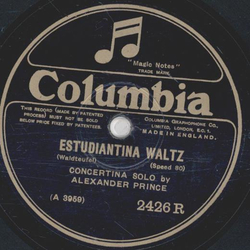 "Magic Notes"
TRADE MARK.
Columbia
THIS RECORD (MADE BY PATENTED
PROCESS) MUST NOT BE SOLD
BELOW PRICE FIXED BY PATENTEES.
COLUMBIA GRAPHOPHONE CO.,
LIMITED, LONDON, E.C.1.
MADE IN ENGLAND.
ESTUDIANTINA WALTZ
(Waldteufel) (Speed 80)
CONCERTINA SOLO by
ALEXANDER PRINCE
(A 3959) 2426 R